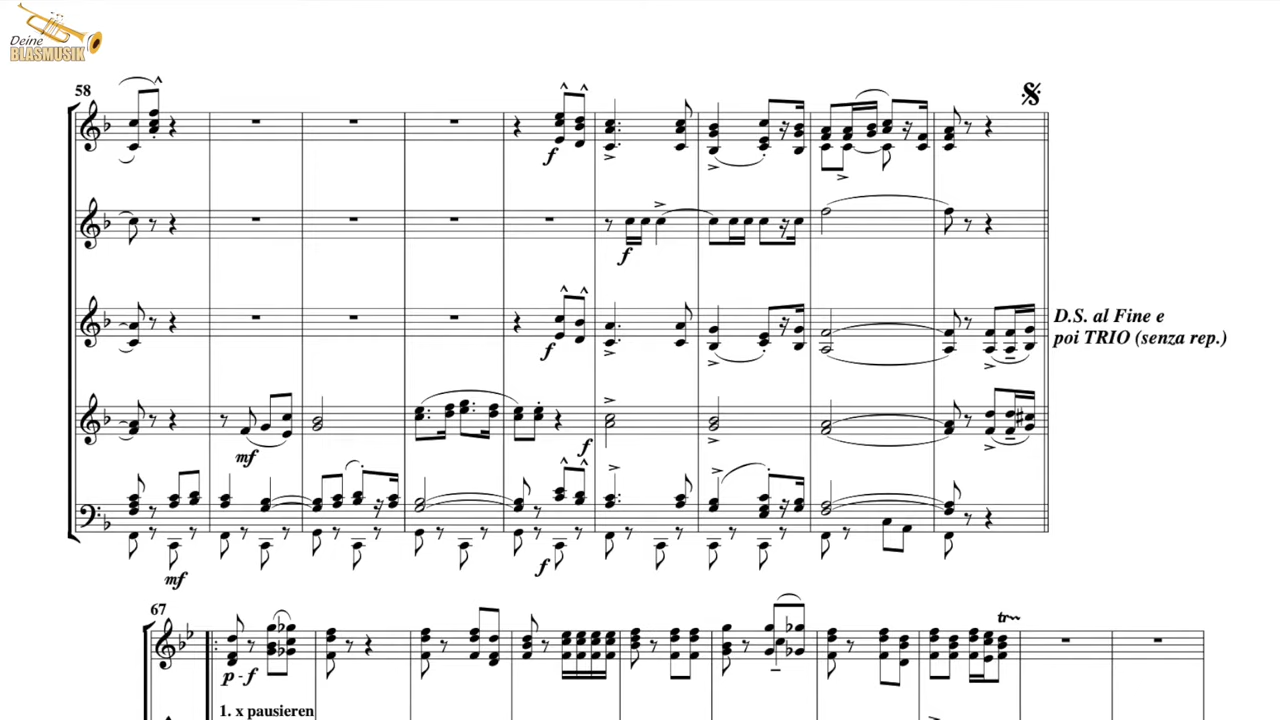 Deine
BLASMUSIK
58
f
f
D.S. al Fine e
f
poi TRIO (senza rep.)
mf
f
f
mf
67
tr
p - f
1. x pausieren